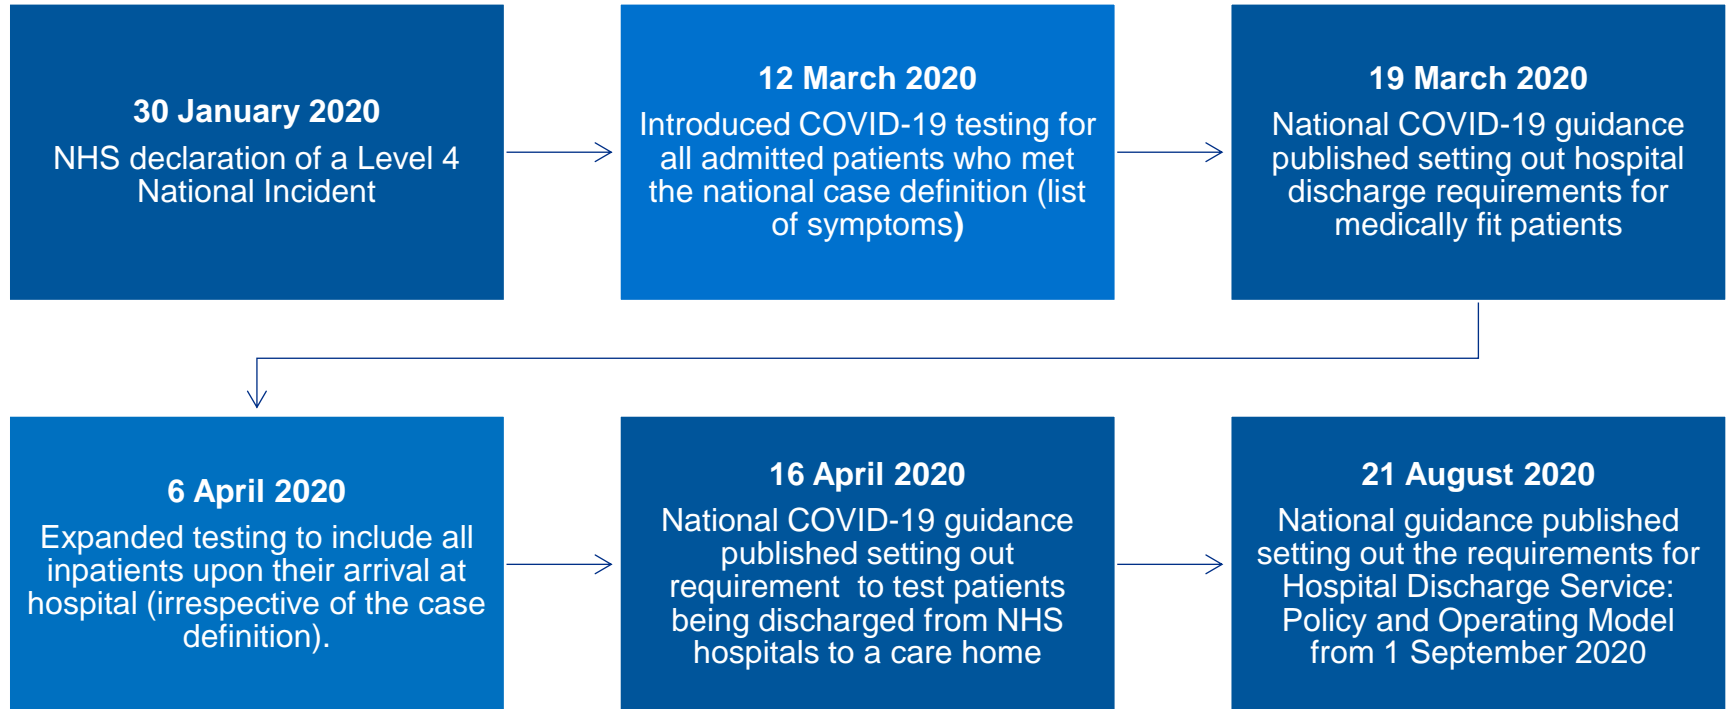 30 January 2020
NHS declaration of a Level 4
National Incident
12 March 2020
Introduced COVID-19 testing for
all admitted patients who met
the national case definition (list
of symptoms)
19 March 2020
National COVID-19 guidance
published setting out hospital
discharge requirements for
medically fit patients
6 April 2020
Expanded testing to include all
inpatients upon their arrival at
hospital (irrespective of the case
definition).
16 April 2020
National COVID-19 guidance
published setting out
requirement to test patients
being discharged from NHS
hospitals to a care home
21 August 2020
National guidance published
setting out the requirements for
Hospital Discharge Service:
Policy and Operating Model
from 1 September 2020